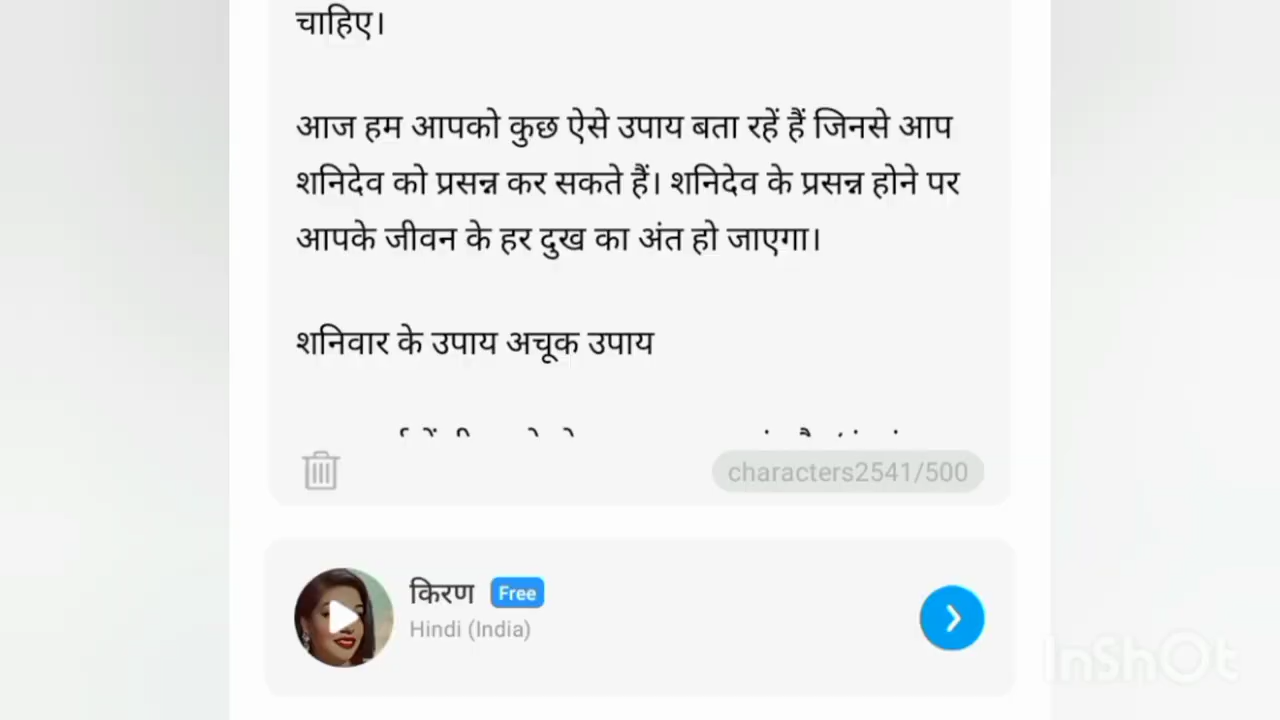 चाहिए।
आज हम आपको कुछ ऐसे उपाय बता रहें हैं जिनसे आप
शनिदेव को प्रसन्न कर सकते हैं। शनिदेव के प्रसन्न होने पर
आपके जीवन के हर दुख का अंत हो जाएगा।
शनिवार के उपाय अचूक उपाय
characters2541/500
किरण Free
Hindi (India)
InShOt